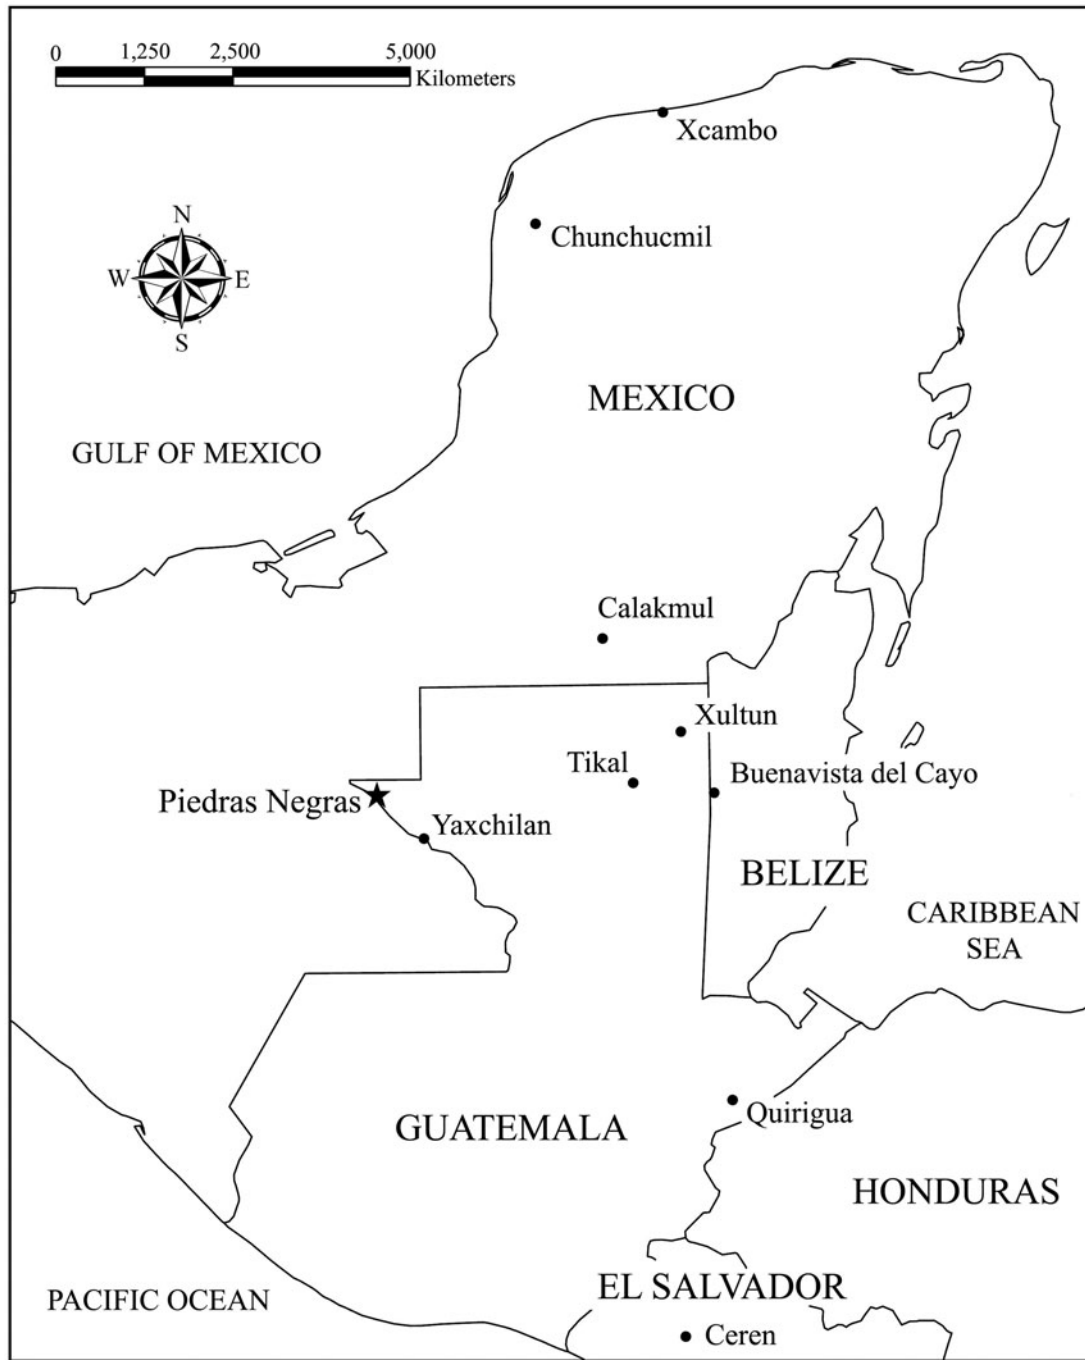 0 1,250 2,500 5,000
Kilometers
Xcambo
N
Chunchucmil
W E
S
MEXICO
GULF OF MEXICO
Calakmul
Xultun
Tikal
Buenavista del Cayo
Piedras Negras
Yaxchilan
BELIZE
CARIBBEAN
SEA
Quirigua
GUATEMALA
HONDURAS
EL SALVADOR
PACIFIC OCEAN
Ceren